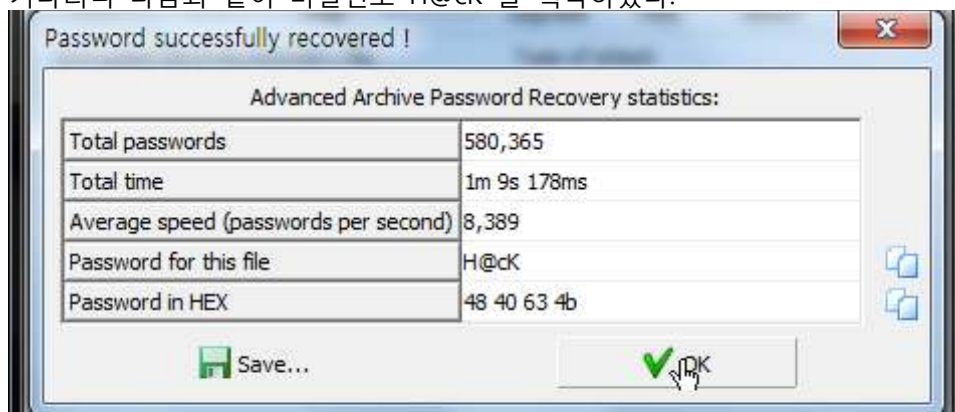 Password successfully recovered !
Advanced Archive Password Recovery statistics:
Total passwords 580,365
Total time 1m 9s 178ms
Average speed (passwords per second) 8,389
Password for this file H@cK
Password in HEX 48 40 63 4b
Save... OK